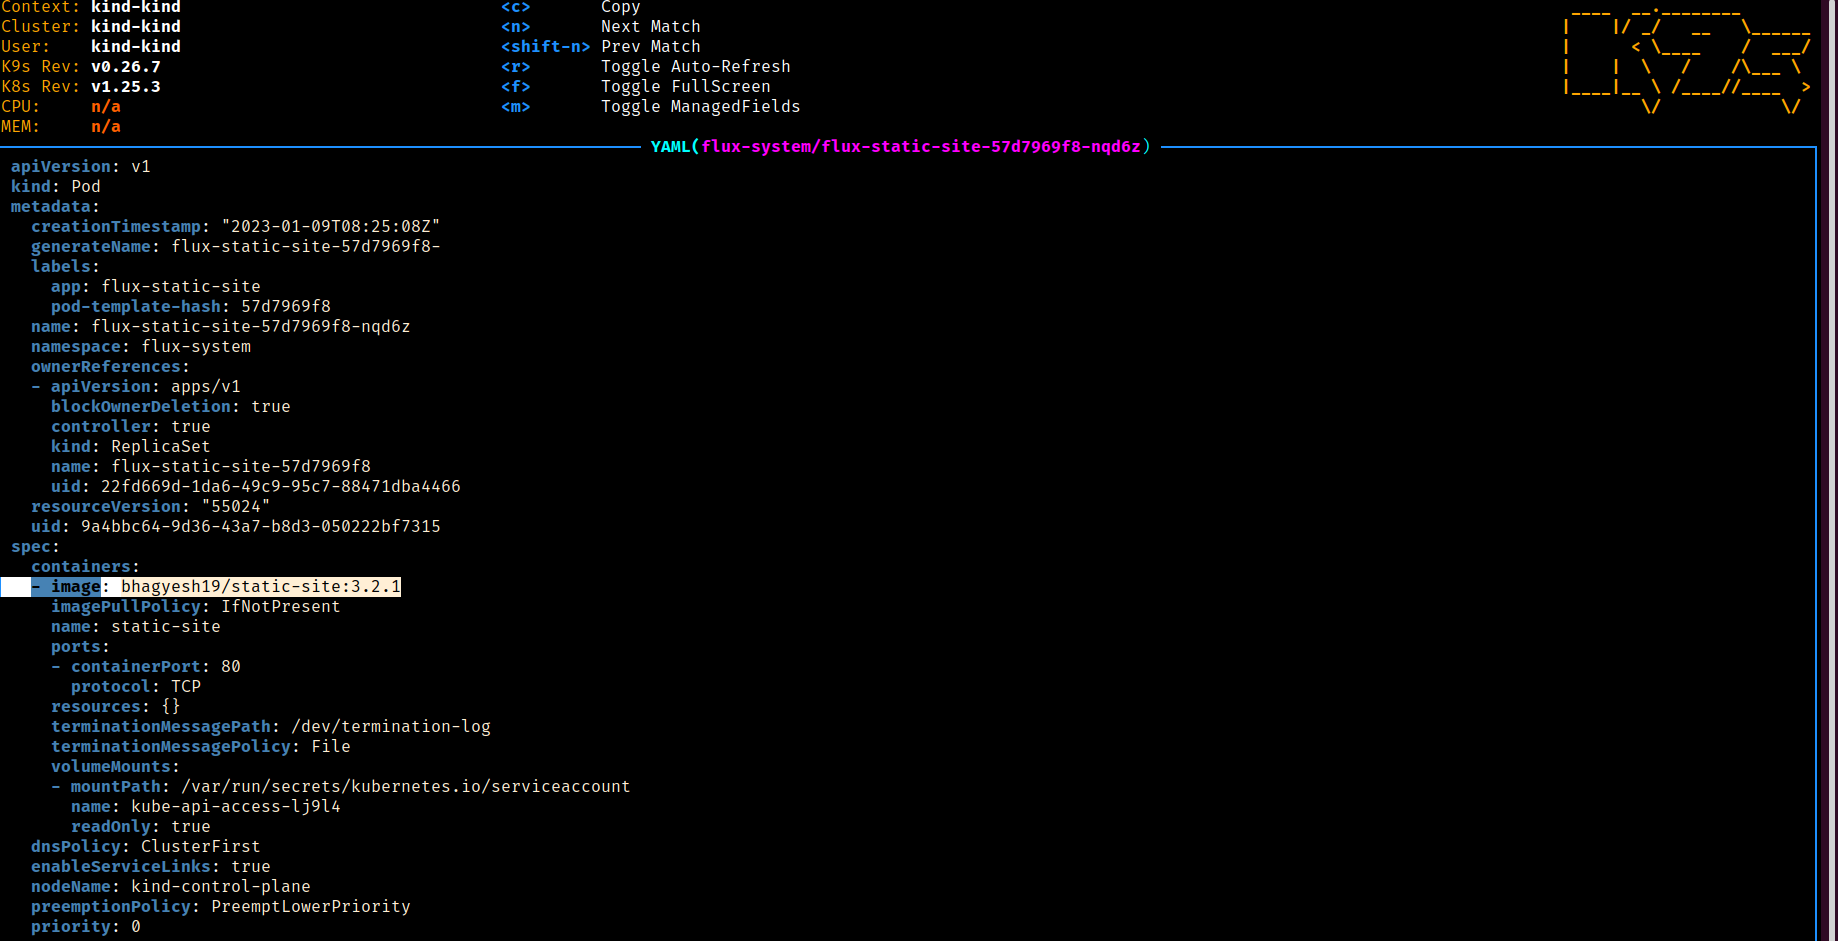 Context: kind-kind <c> Copy
Cluster: kind-kind <n> Next Match
User: kind-kind <shift-n> Prev Match
K9s Rev: v0.26.7 <r> Toggle Auto-Refresh
K8s Rev: v1.25.3 <f> Toggle FullScreen
CPU: n/a <m> Toggle ManagedFields
MEM: n/a
YAML(flux-system/flux-static-site-57d7969f8-nqd6z)
apiVersion: v1
kind: Pod
metadata:
  creationTimestamp: "2023-01-09T08:25:08Z"
  generateName: flux-static-site-57d7969f8-
  labels:
    app: flux-static-site
    pod-template-hash: 57d7969f8
  name: flux-static-site-57d7969f8-nqd6z
  namespace: flux-system
  ownerReferences:
  - apiVersion: apps/v1
    blockOwnerDeletion: true
    controller: true
    kind: ReplicaSet
    name: flux-static-site-57d7969f8
    uid: 22fd669d-1da6-49c9-95c7-88471dba4466
  resourceVersion: "55024"
  uid: 9a4bbc64-9d36-43a7-b8d3-050222bf7315
spec:
  containers:
  - image: bhagyesh19/static-site:3.2.1
    imagePullPolicy: IfNotPresent
    name: static-site
    ports:
    - containerPort: 80
      protocol: TCP
    resources: {}
    terminationMessagePath: /dev/termination-log
    terminationMessagePolicy: File
    volumeMounts:
    - mountPath: /var/run/secrets/kubernetes.io/serviceaccount
      name: kube-api-access-lj9l4
      readOnly: true
  dnsPolicy: ClusterFirst
  enableServiceLinks: true
  nodeName: kind-control-plane
  preemptionPolicy: PreemptLowerPriority
  priority: 0